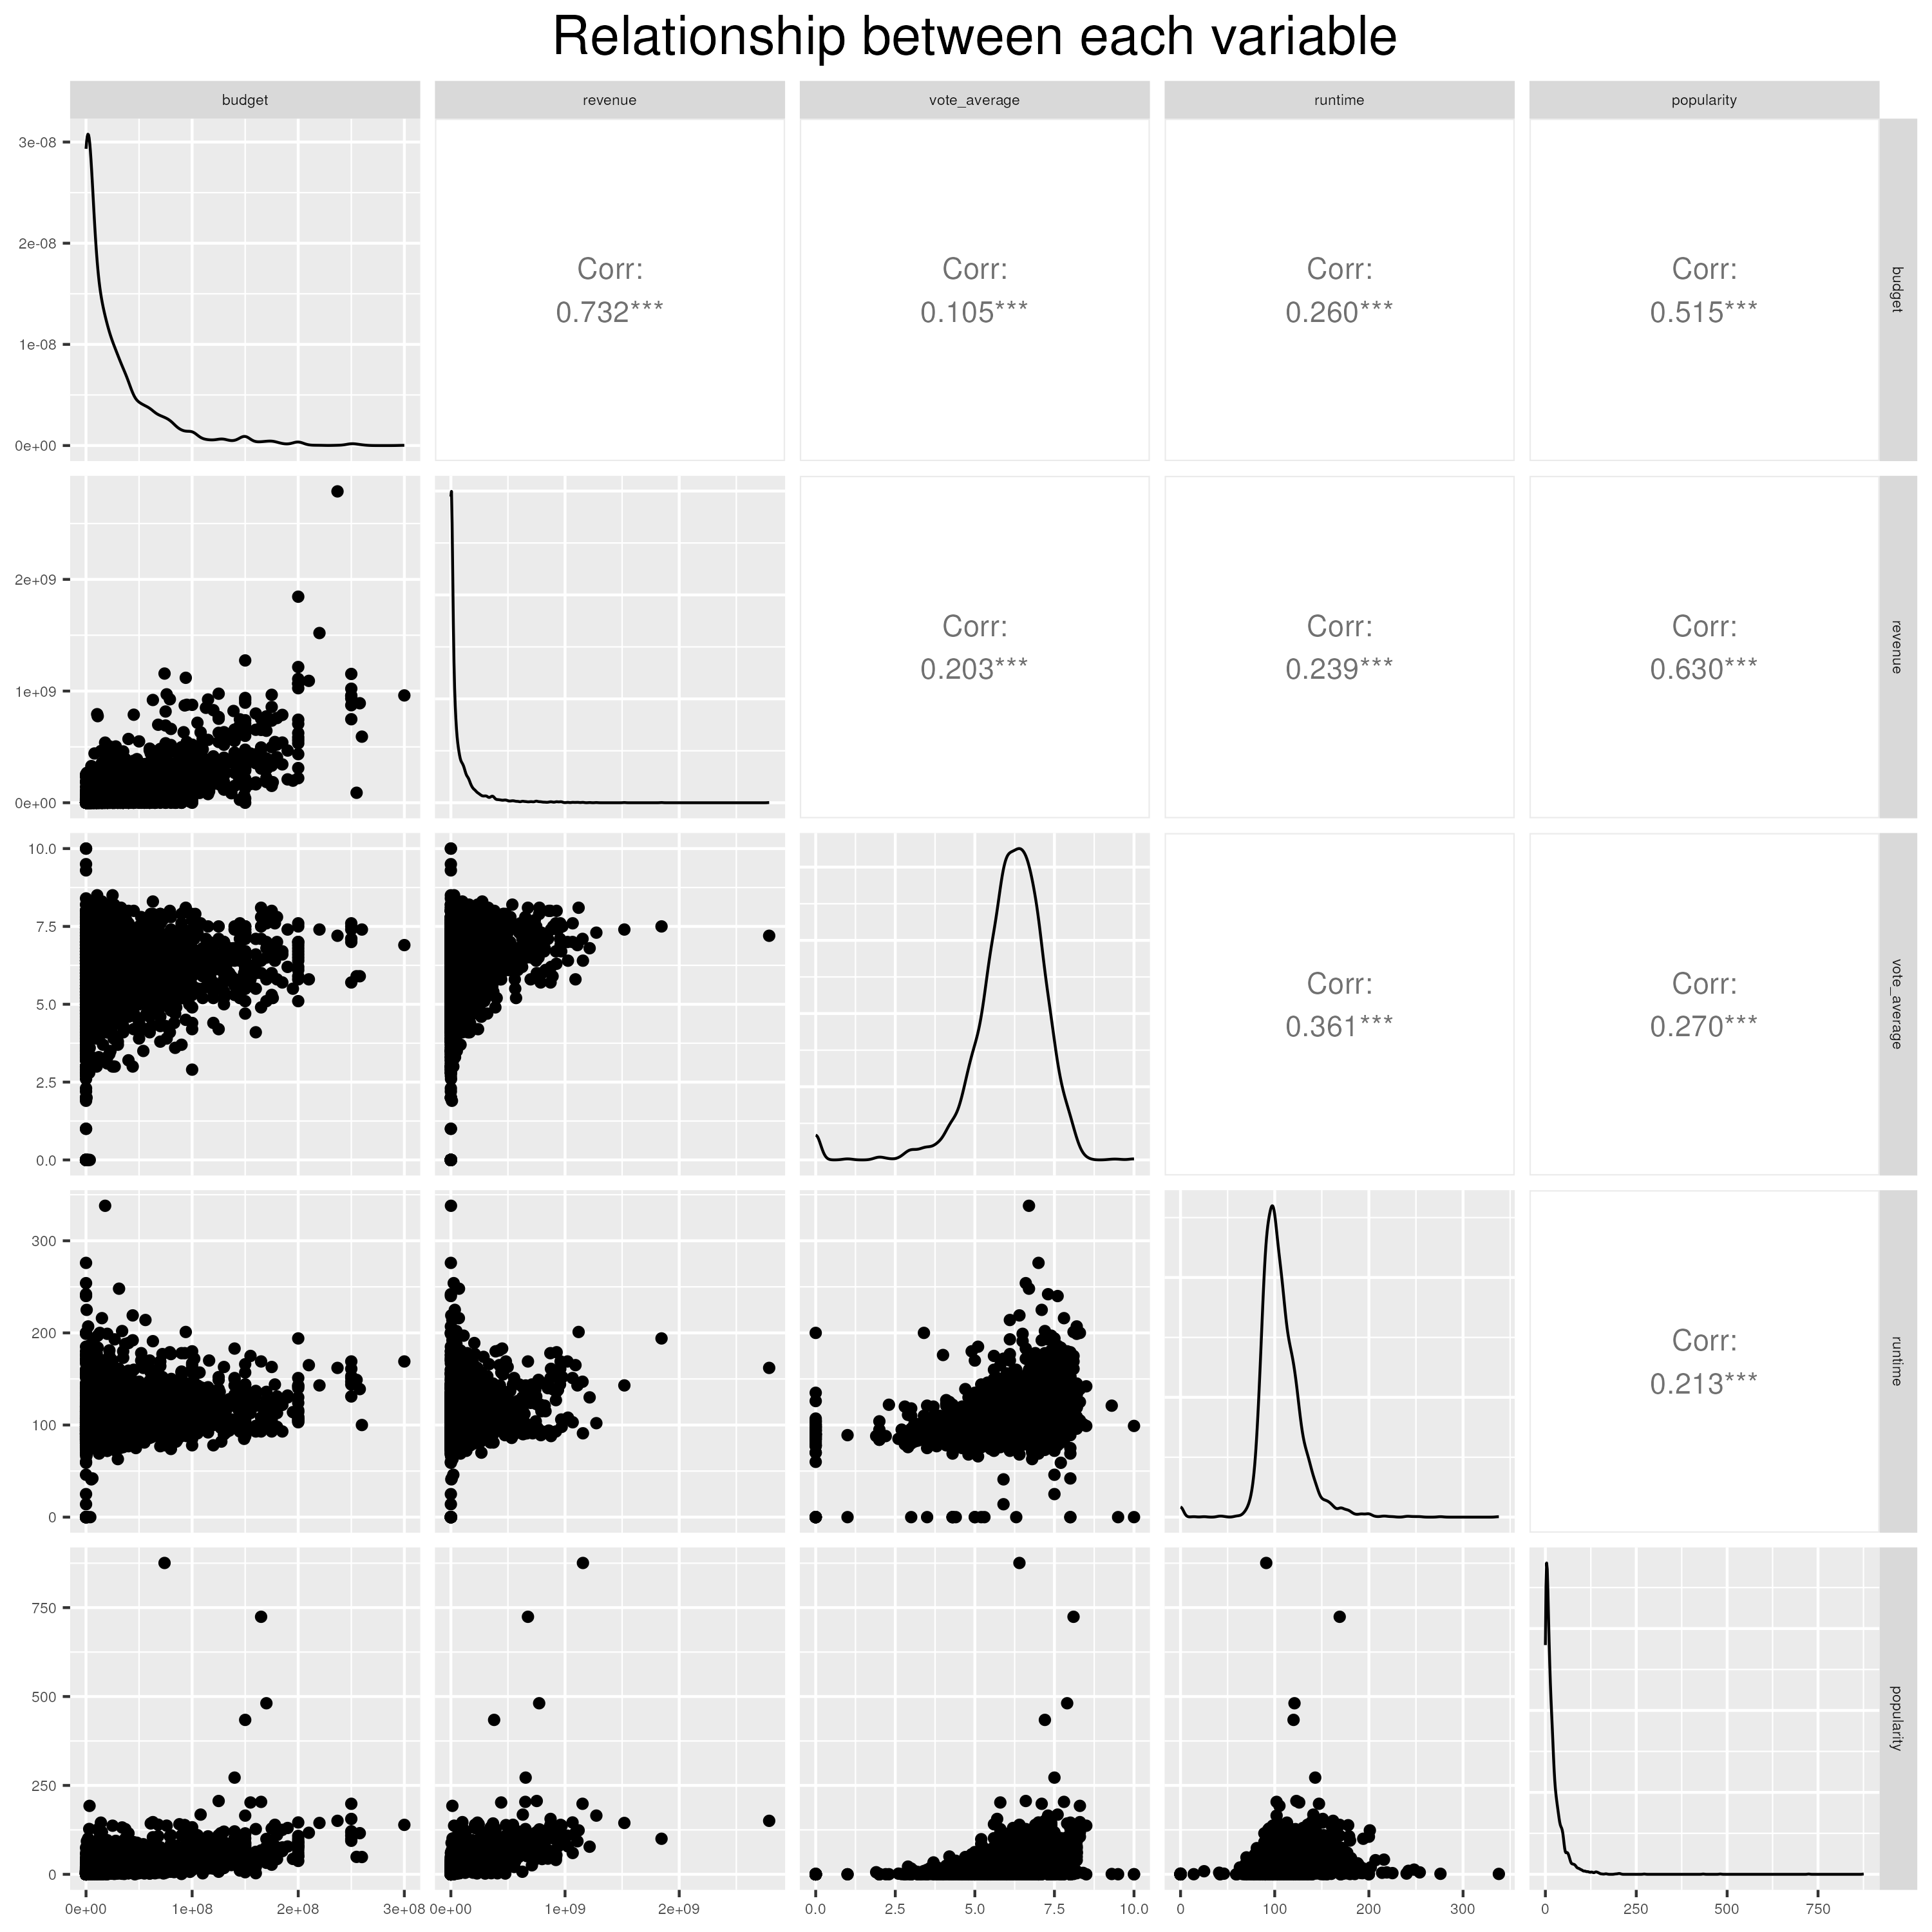 Relationship between each variable
budget revenue vote_average runtime popularity
3e-08
2e-08
1e-08
0e+00
Corr:
0.732***
Corr:
0.105***
Corr:
0.260***
Corr:
0.515***
budget
2e+09
1e+09
0e+00
Corr:
0.203***
Corr:
0.239***
Corr:
0.630***
revenue
10.0
7.5
5.0
2.5
0.0
Corr:
0.361***
Corr:
0.270***
vote_average
300
200
100
0
Corr:
0.213***
runtime
750
500
250
0
popularity
0e+00 1e+08 2e+08 3e+08 0e+00 1e+09 2e+09 0.0 2.5 5.0 7.5 10.0 0 100 200 300 0 250 500 750